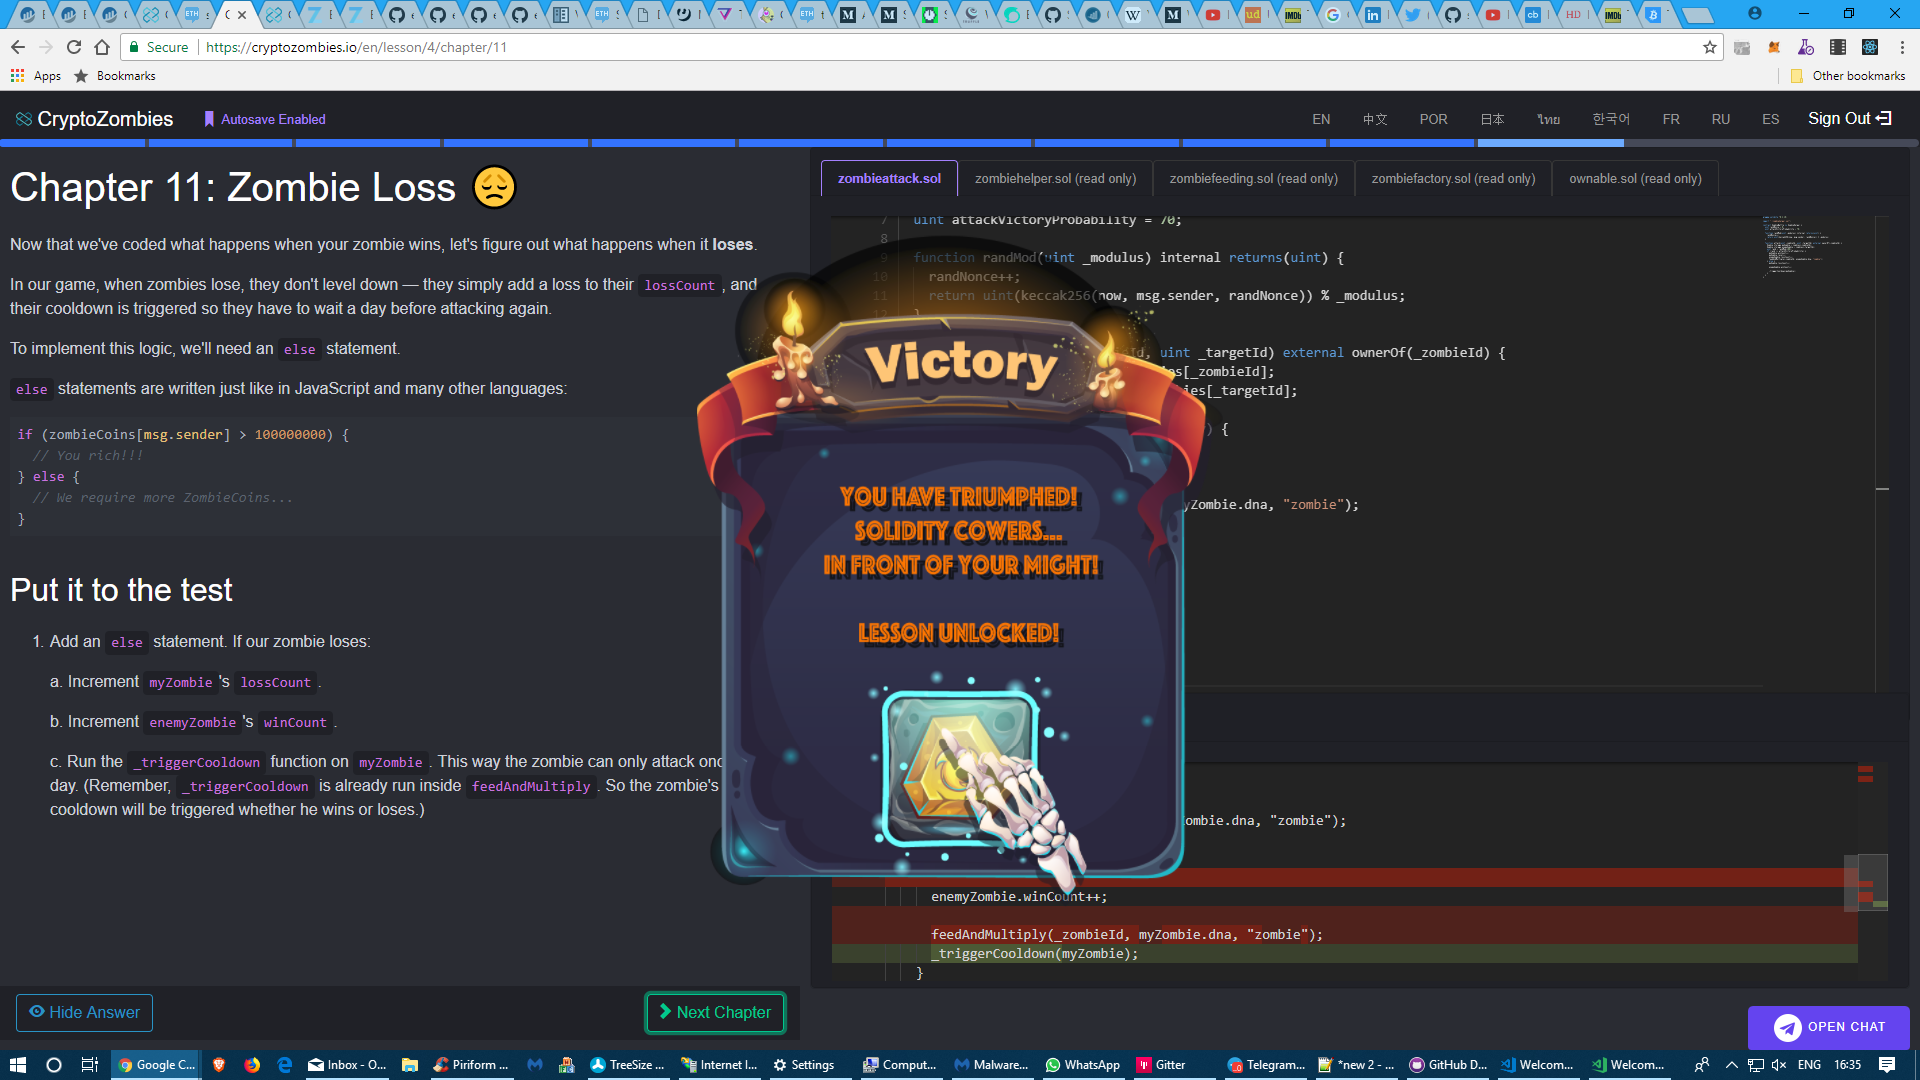 Secure
https://cryptozombies.io/en/lesson/4/chapter/11
Apps
Bookmarks
Other bookmarks
CryptoZombies
Autosave Enabled
EN
中文
POR
日本
ไทย
한국어
FR
RU
ES
Sign Out
Chapter 11: Zombie Loss
Now that we've coded what happens when your zombie wins, let's figure out what happens when it loses.
In our game, when zombies lose, they don't level down — they simply add a loss to their lossCount, and
their cooldown is triggered so they have to wait a day before attacking again.
To implement this logic, we'll need an else statement.
else statements are written just like in JavaScript and many other languages:
if (zombieCoins[msg.sender] > 100000000) {
// You rich!!!
} else {
// We require more ZombieCoins...
}
Put it to the test
1. Add an else statement. If our zombie loses:
a. Increment myZombie's lossCount.
b. Increment enemyZombie's winCount.
c. Run the _triggerCooldown function on myZombie. This way the zombie can only attack onc
day. (Remember, _triggerCooldown is already run inside feedAndMultiply. So the zombie's
cooldown will be triggered whether he wins or loses.)
Hide Answer
Next Chapter
zombieattack.sol
zombiehelper.sol (read only)
zombiefeeding.sol (read only)
zombiefactory.sol (read only)
ownable.sol (read only)
7 uint attackVictoryProbability = 70;
8
9 function randMod(uint _modulus) internal returns(uint) {
10 randNonce++;
11 return uint(keccak256(now, msg.sender, randNonce)) % _modulus;
12 }
d, uint _targetId) external ownerOf(_zombieId) {
es[_zombieId];
ies[_targetId];
) {
yZombie.dna, "zombie");
Victory
YOU HAVE TRIUMPHED!
SOLIDITY COWERS...
IN FRONT OF YOUR MIGHT!
LESSON UNLOCKED!
ombie.dna, "zombie");
enemyZombie.winCount++;
feedAndMultiply(_zombieId, myZombie.dna, "zombie");
_triggerCooldown(myZombie);
}
OPEN CHAT
Google C...
Inbox - O...
Piriform ...
TreeSize ...
Internet I...
Settings
Comput...
Malware...
WhatsApp
Gitter
Telegram...
*new 2 - ...
GitHub D...
Welcom...
Welcom...
ENG
16:35